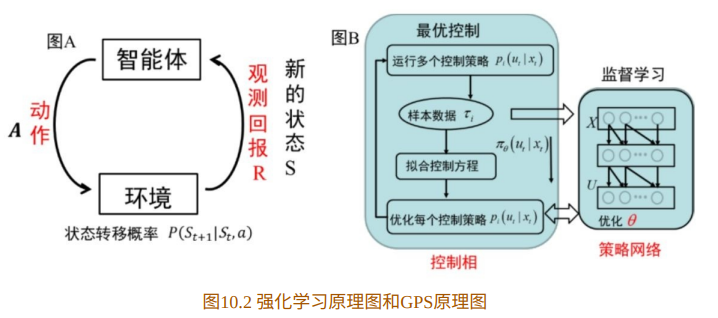 图A
智能体
A
动作
环境
观测回报R
新的状态S
状态转移概率 P(S_{t+1}|S_t,a)
图B
最优控制
运行多个控制策略 p_i(u_t|x_t)
样本数据 τ_i
π_θ(u_t|x_t)
拟合控制方程
优化每个控制策略 p_i(u_t|x_t)
控制相
监督学习
X
U
优化 θ
策略网络
图10.2 强化学习原理图和GPS原理图